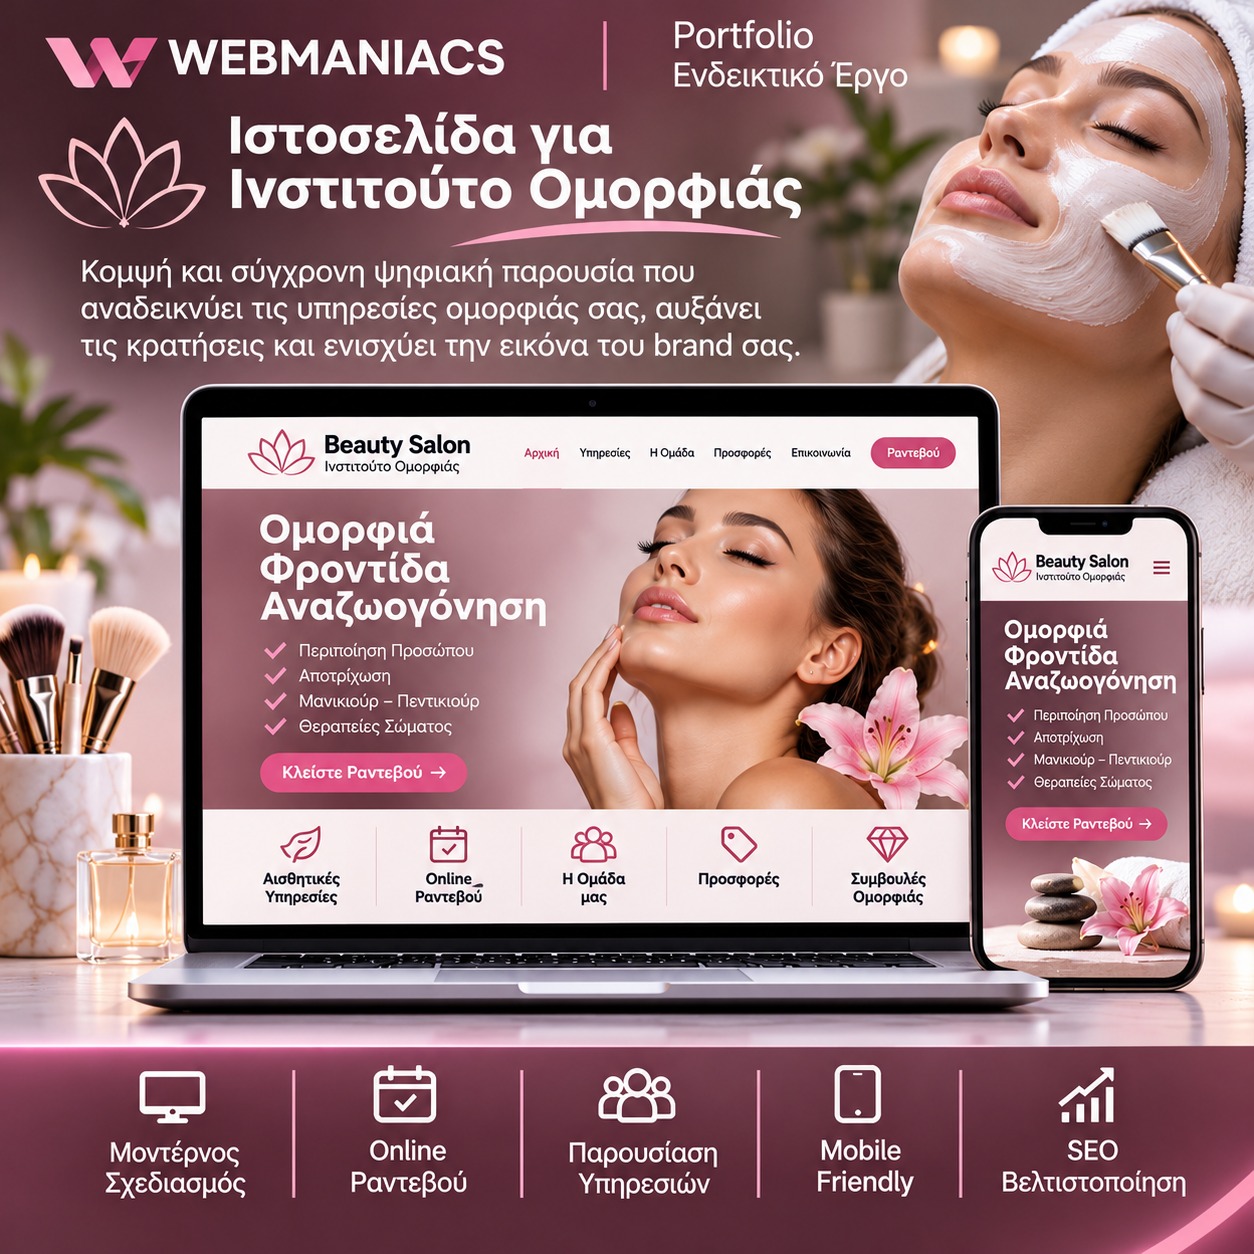 WEBMANIACS
Portfolio
Ενδεικτικό Έργο
Ιστοσελίδα για
Ινστιτούτο Ομορφιάς
Κομψή και σύγχρονη ψηφιακή παρουσία που
αναδεικνύει τις υπηρεσίες ομορφιάς σας, αυξάνει
τις κρατήσεις και ενισχύει την εικόνα του brand σας.
Beauty Salon
Ινστιτούτο Ομορφιάς
Αρχική Υπηρεσίες Η Ομάδα Προσφορές Επικοινωνία Ραντεβού
Ομορφιά
Φροντίδα
Αναζωογόνηση
Περιποίηση Προσώπου
Αποτρίχωση
Μανικιούρ – Πεντικιούρ
Θεραπείες Σώματος
Κλείστε Ραντεβού →
Αισθητικές
Υπηρεσίες
Online
Ραντεβού
Η Ομάδα
μας
Προσφορές
Συμβουλές
Ομορφιάς
Beauty Salon
Ινστιτούτο Ομορφιάς
Ομορφιά
Φροντίδα
Αναζωογόνηση
Περιποίηση Προσώπου
Αποτρίχωση
Μανικιούρ – Πεντικιούρ
Θεραπείες Σώματος
Κλείστε Ραντεβού →
Μοντέρνος
Σχεδιασμός
Online
Ραντεβού
Παρουσίαση
Υπηρεσιών
Mobile
Friendly
SEO
Βελτιστοποίηση